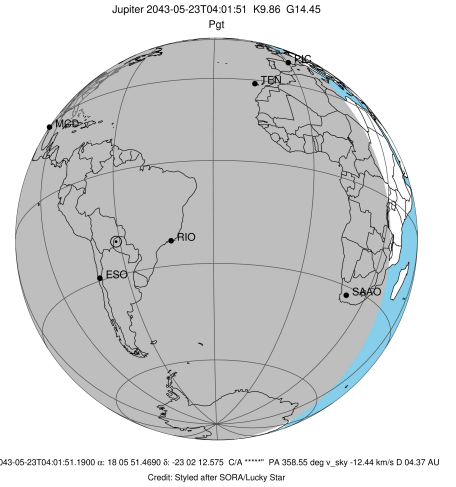 Jupiter 2043-05-23T04:01:51 K9.86 G14.45
Pgt
PIC
TEN
MCD
RIO
ESO
SAAO
043-05-23T04:01:51.1900 α: 18 05 51.4690 δ: -23 02 12.575 C/A *****" PA 358.55 deg v_sky -12.44 km/s D 04.37 AU
Credit: Styled after SORA/Lucky Star